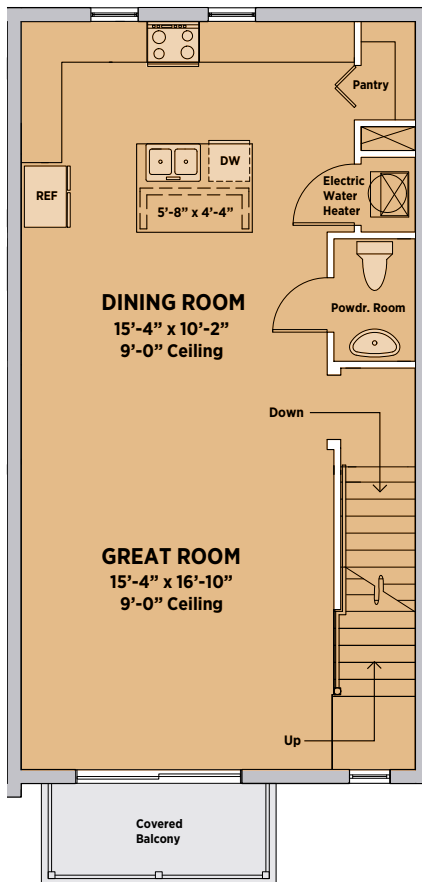 Pantry
DW
Electric
Water
Heater
REF
5’-8” x 4’-4”
DINING ROOM
15’-4” x 10’-2”
9’-0” Ceiling
Powdr. Room
Down
GREAT ROOM
15’-4” x 16’-10”
9’-0” Ceiling
Up
Covered
Balcony